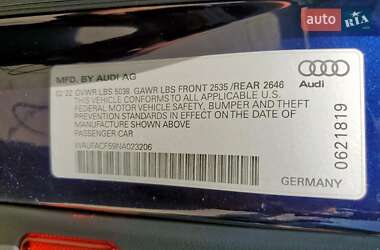 auto RIA
MFD. BY AUDI AG
02/22 GVWR LBS 5038 GAWR LBS FRONT 2535 /REAR 2646
THIS VEHICLE CONFORMS TO ALL APPLICABLE U.S.
FEDERAL MOTOR VEHICLE SAFETY, BUMPER AND THEFT
PREVENTION STANDARDS IN EFFECT ON THE DATE OF
MANUFACTURE SHOWN ABOVE.
PASSENGER CAR
WAUFACF59NA023206
GERMANY
Audi
0621819